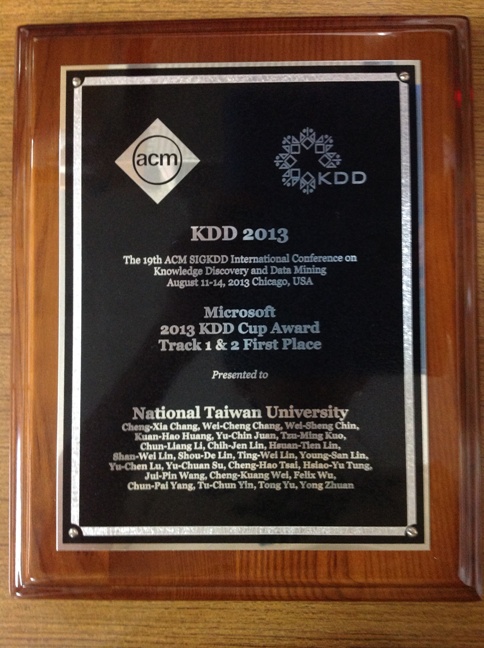 acm
KDD
KDD 2013
The 19th ACM SIGKDD International Conference on
Knowledge Discovery and Data Mining
August 11-14, 2013 Chicago, USA
Microsoft
2013 KDD Cup Award
Track 1 & 2 First Place
Presented to
National Taiwan University
Cheng-Xia Chang, Wei-Cheng Chang, Wei-Sheng Chin,
Kuan-Hao Huang, Yu-Chin Juan, Tzu-Ming Kuo,
Chun-Liang Li, Chih-Jen Lin, Hsuan-Tien Lin,
Shan-Wei Lin, Shou-De Lin, Ting-Wei Lin, Young-San Lin,
Yu-Chen Lu, Yu-Chuan Su, Cheng-Hao Tsai, Hsiao-Yu Tung,
Jui-Pin Wang, Cheng-Kuang Wei, Felix Wu,
Chun-Pai Yang, Tu-Chun Yin, Tong Yu, Yong Zhuan